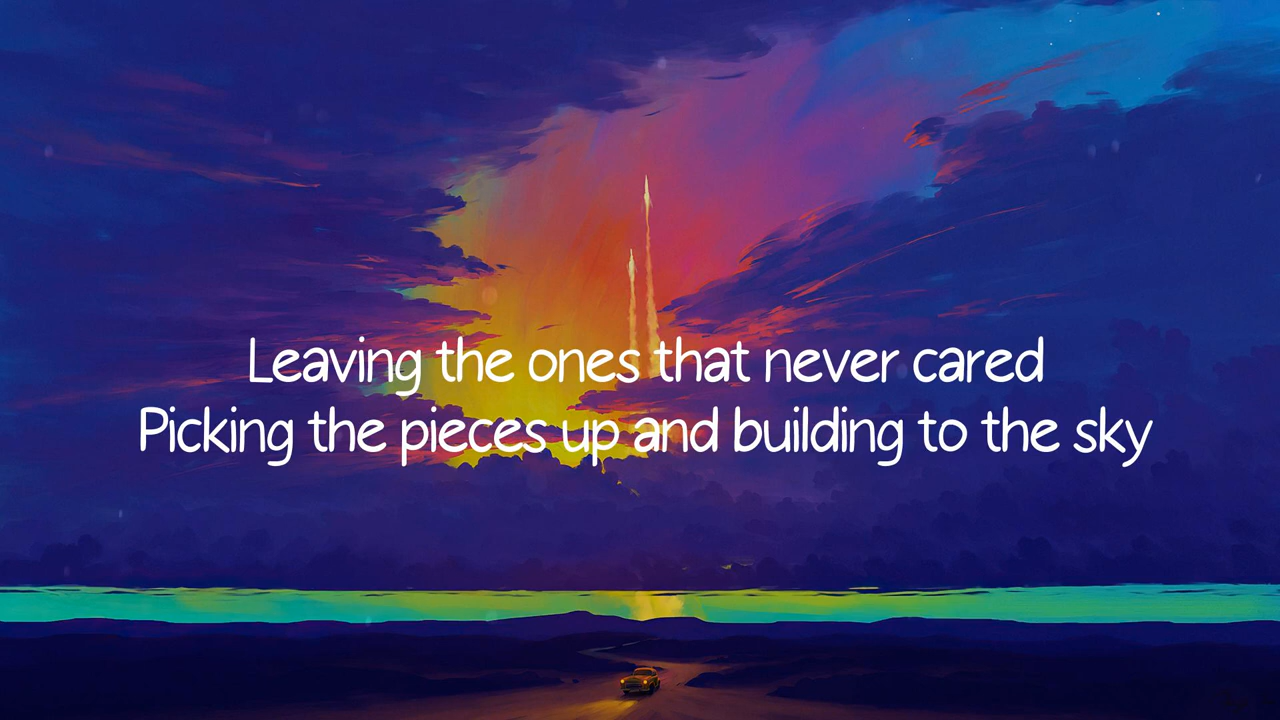 Leaving the ones that never cared
Picking the pieces up and building to the sky